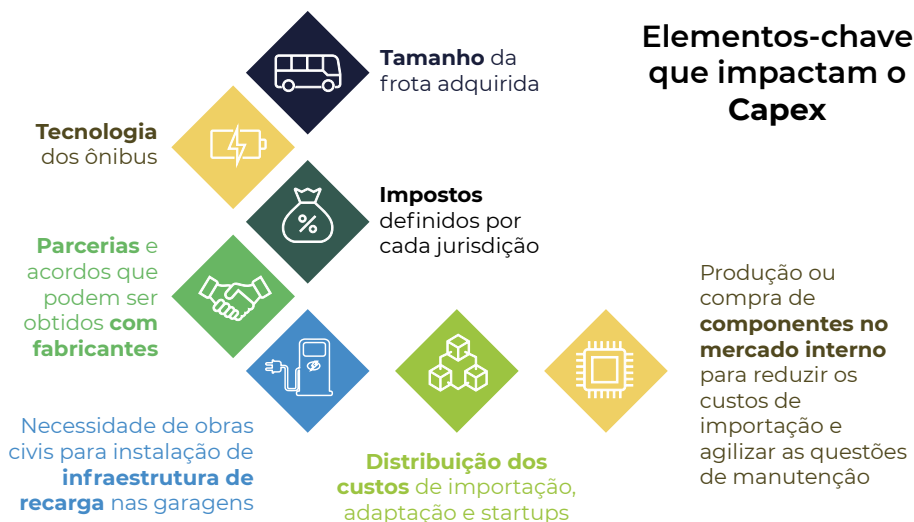 Elementos-chave
que impactam o
Capex
Tamanho da
frota adquirida
Tecnologia
dos ônibus
Impostos
definidos por
cada jurisdição
%
Parcerias e
acordos que
podem ser
obtidos com
fabricantes
Necessidade de obras
civis para instalação de
infraestrutura de
recarga nas garagens
Distribuição dos
custos de importação,
adaptação e startups
Produção ou
compra de
componentes no
mercado interno
para reduzir os
custos de
importação e
agilizar as questões
de manutenção